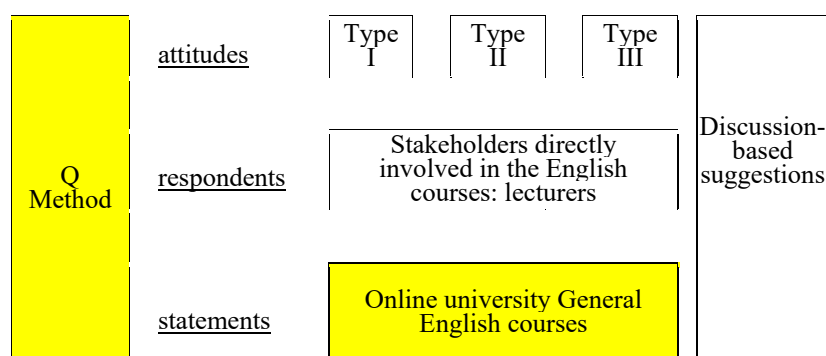 Q
Method
attitudes
Type
I
Type
II
Type
III
respondents
Stakeholders directly
involved in the English
courses: lecturers
statements
Online university General
English courses
Discussion-
based
suggestions